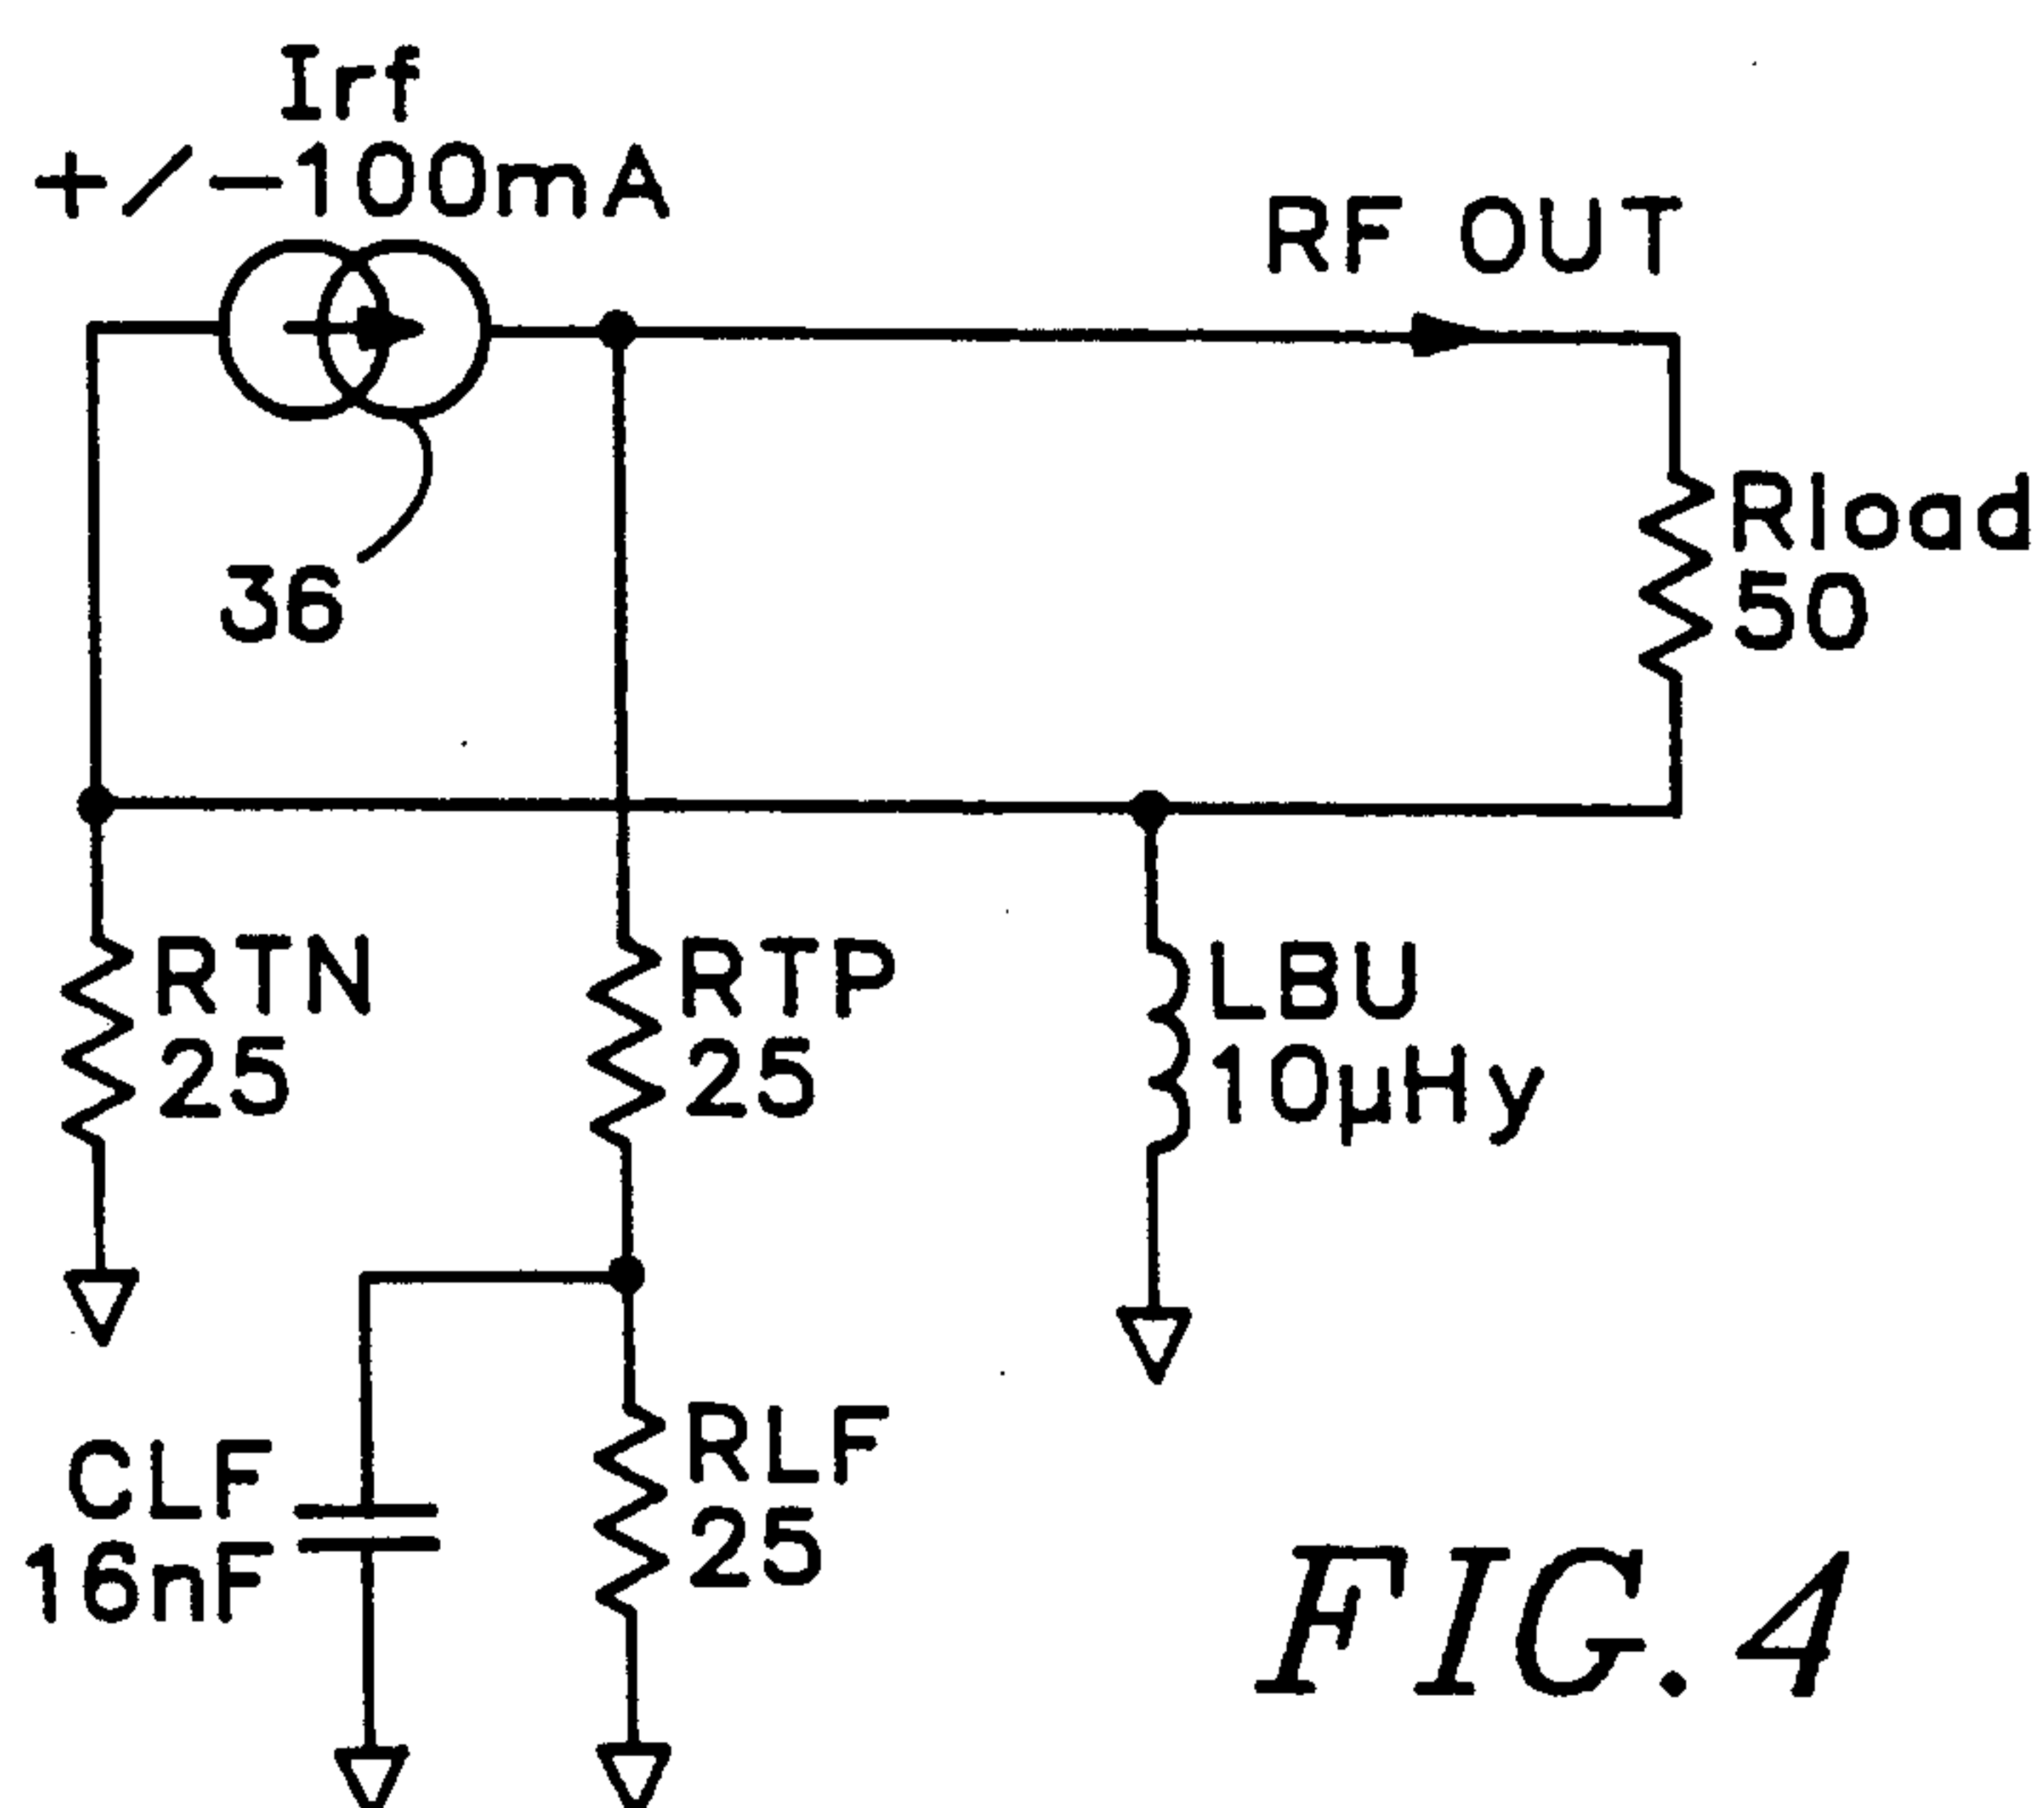 Irf
+/-100mA
RF OUT
36
Rload
50
RTN
25
RTP
25
LBU
10µHy
CLF
16nF
RLF
25
FIG. 4